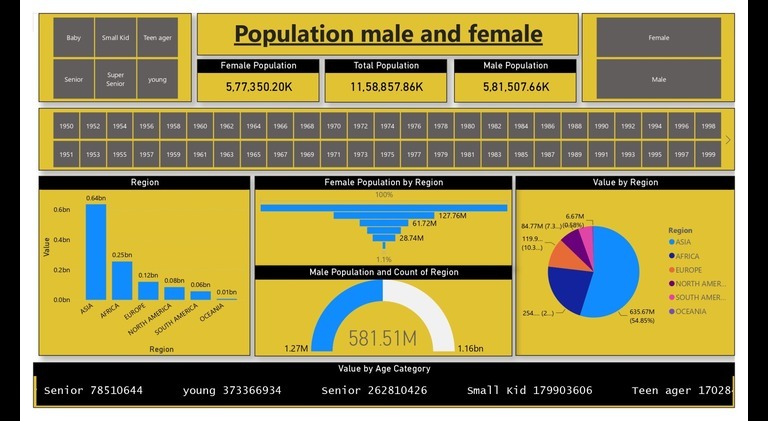 Population male and female
Baby
Small Kid
Teen ager
Senior
Super
Senior
young
Female Population
5,77,350.20K
Total Population
11,58,857.86K
Male Population
5,81,507.66K
Female
Male
1950 1952 1954 1956 1958 1960 1962 1964 1966 1968 1970 1972 1974 1976 1978 1980 1982 1984 1986 1988 1990 1992 1994 1996 1998
1951 1953 1955 1957 1959 1961 1963 1965 1967 1969 1971 1973 1975 1977 1979 1981 1983 1985 1987 1989 1991 1993 1995 1997 1999
Region
0.6bn
0.4bn
0.2bn
0.0bn
Value
0.64bn
0.25bn
0.12bn
0.08bn
0.06bn
0.01bn
ASIA
AFRICA
EUROPE
NORTH AMERICA
SOUTH AMERICA
OCEANIA
Region
Female Population by Region
100%
127.76M
61.72M
28.74M
1.1%
Male Population and Count of Region
581.51M
1.27M
1.16bn
Value by Region
6.67M
(0.58%)
84.77M (7.3...)
119.9...
(10.3...)
254.... (2...)
635.67M
(54.85%)
Region
ASIA
AFRICA
EUROPE
NORTH AMER...
SOUTH AMER...
OCEANIA
Value by Age Category
Senior 78510644 young 373366934 Senior 262810426 Small Kid 179903606 Teen ager 17028